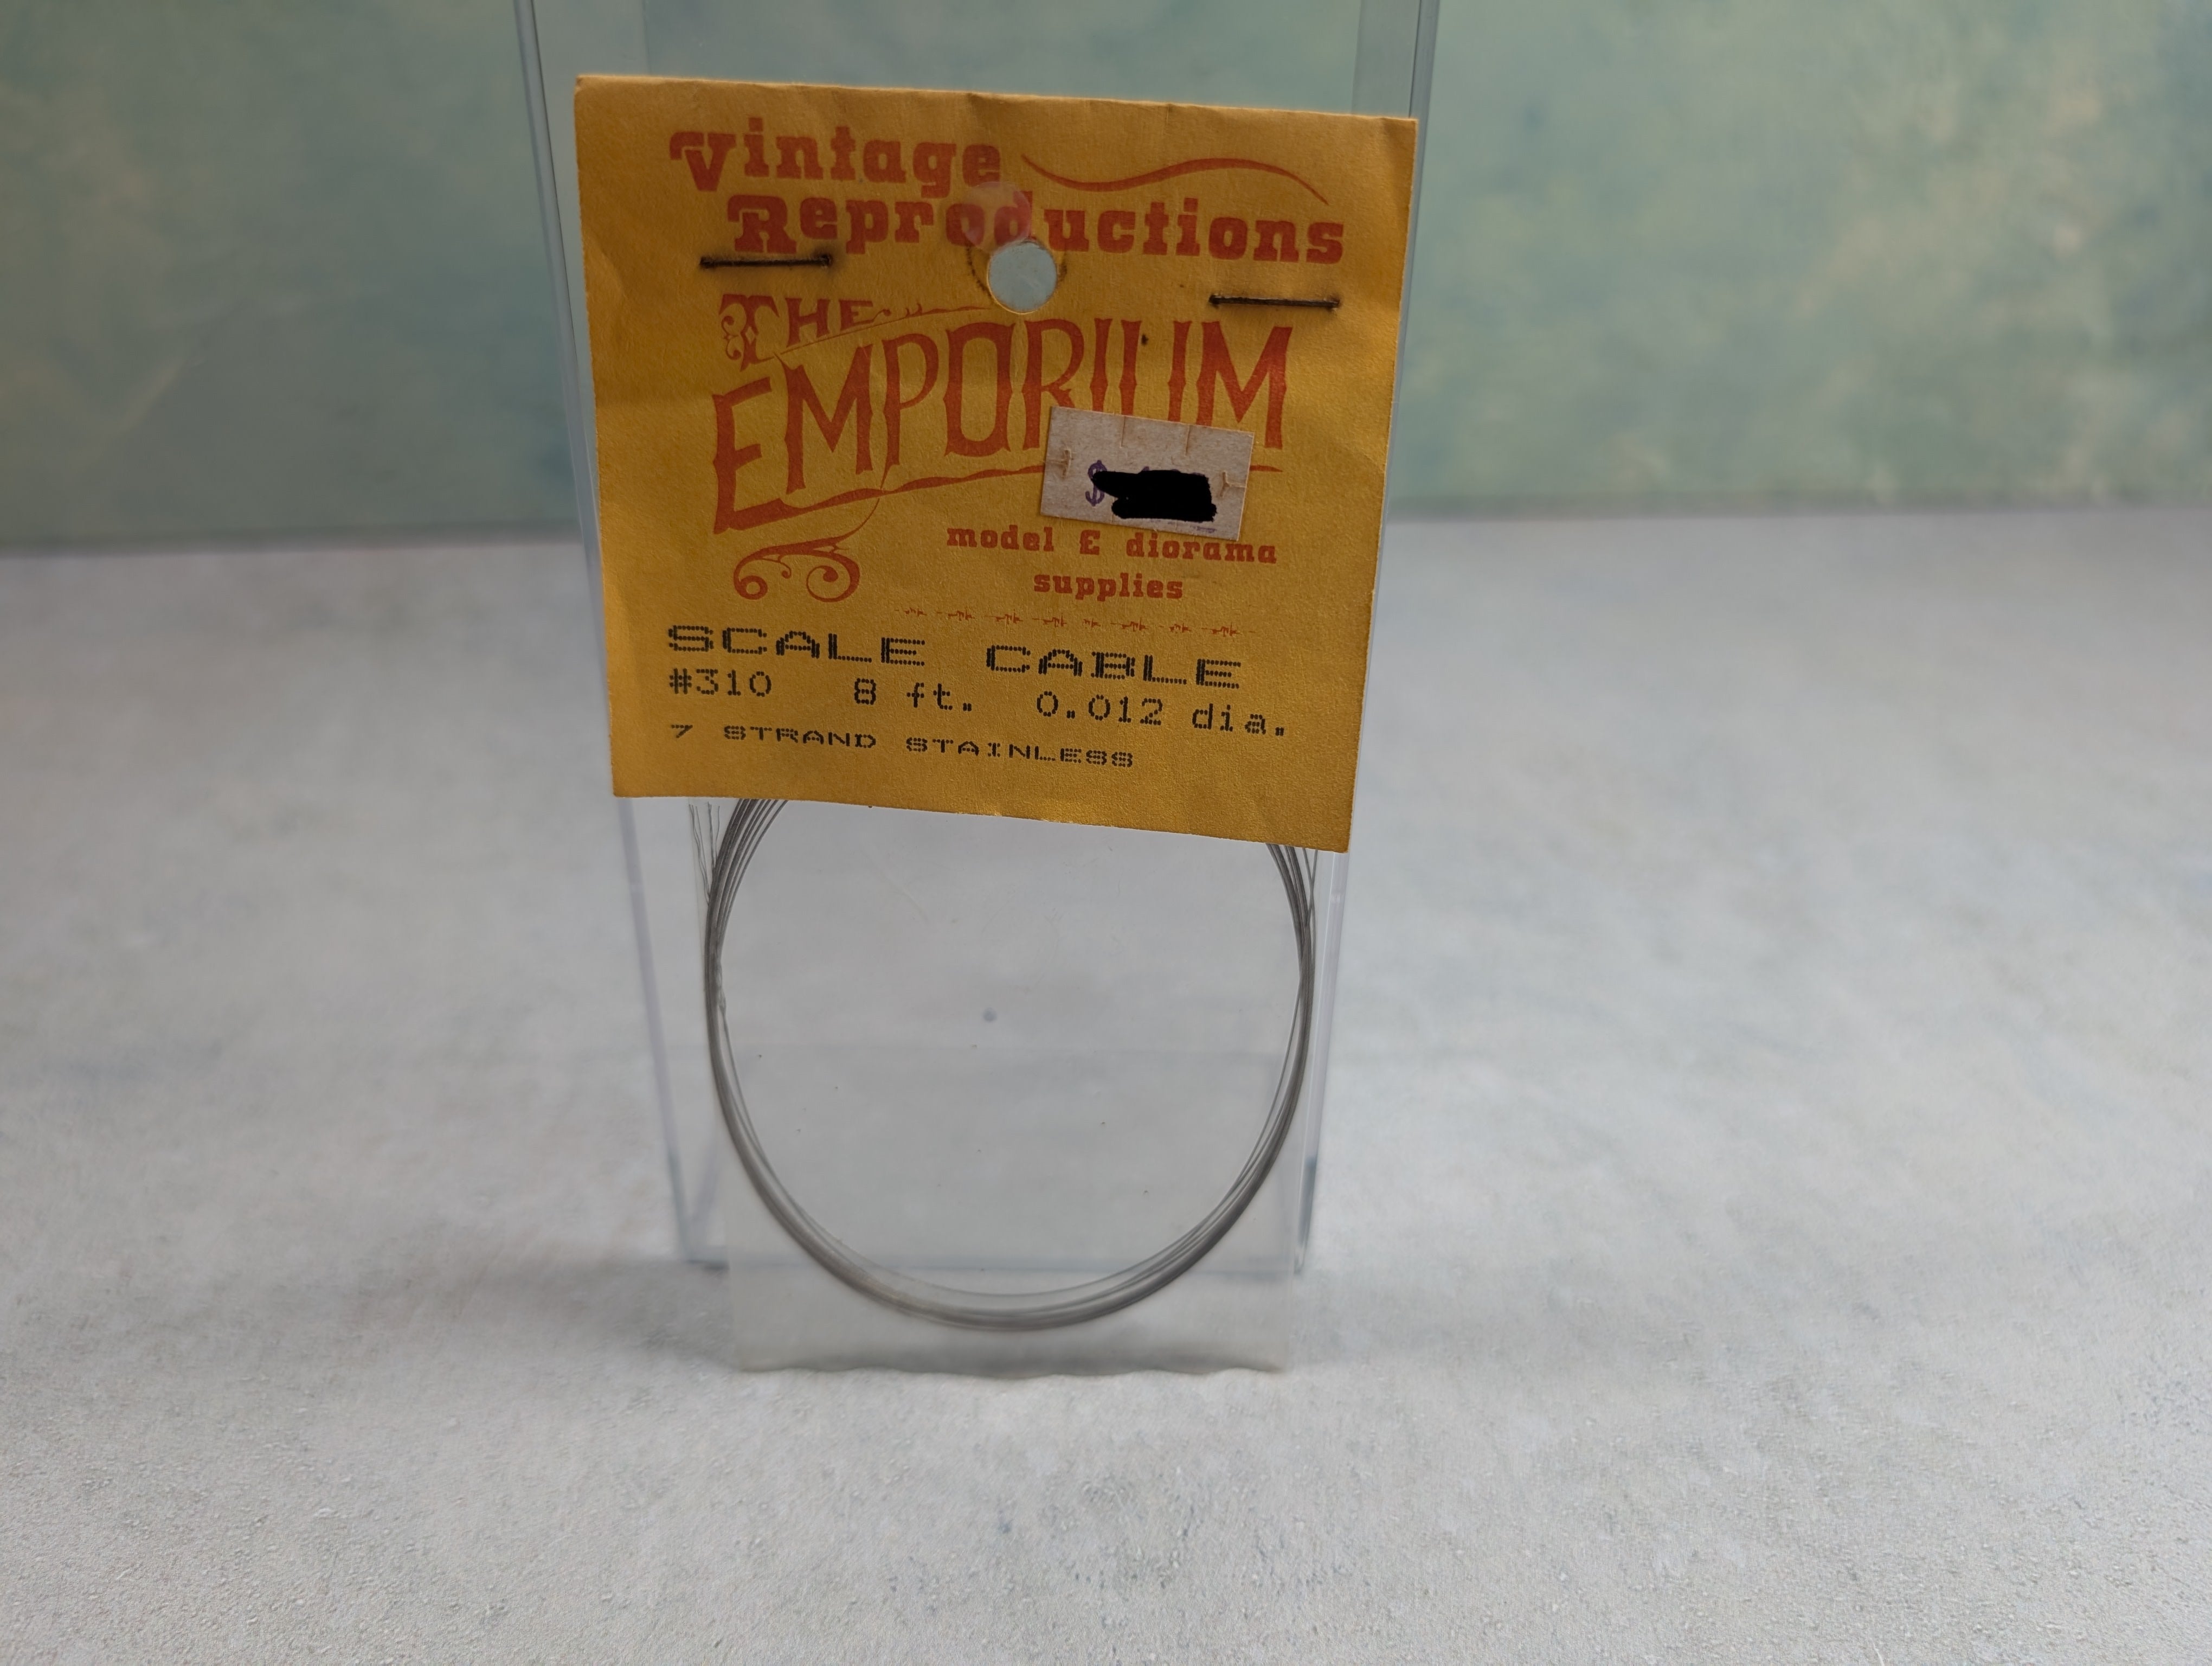 Vintage
Reproductions
THE
EMPORIUM
$
model & diorama
supplies
SCALE CABLE
#310 8 ft. 0.012 dia.
7 STRAND STAINLESS